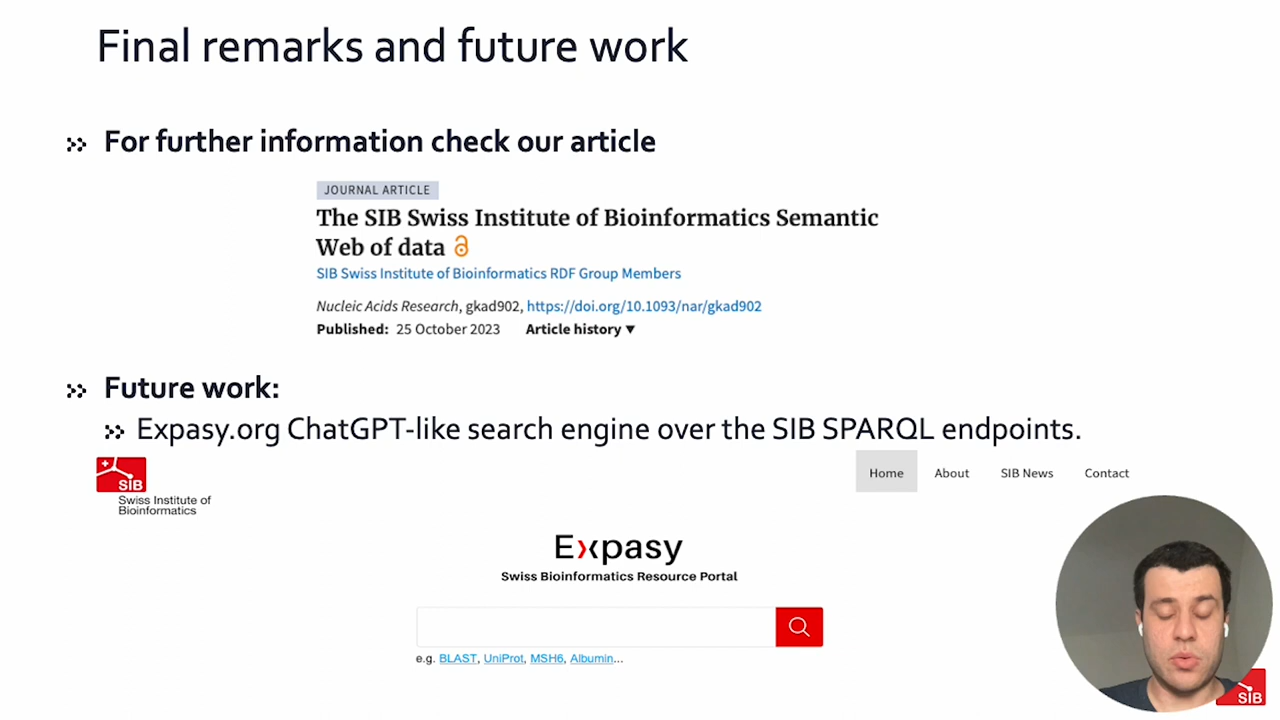 Final remarks and future work
For further information check our article
JOURNAL ARTICLE
The SIB Swiss Institute of Bioinformatics Semantic
Web of data
SIB Swiss Institute of Bioinformatics RDF Group Members
Nucleic Acids Research, gkad902, https://doi.org/10.1093/nar/gkad902
Published: 25 October 2023 Article history ▼
Future work:
Expasy.org ChatGPT-like search engine over the SIB SPARQL endpoints.
SIB
Swiss Institute of
Bioinformatics
Home About SIB News Contact
Expasy
Swiss Bioinformatics Resource Portal
e.g. BLAST, UniProt, MSH6, Albumin...
SIB